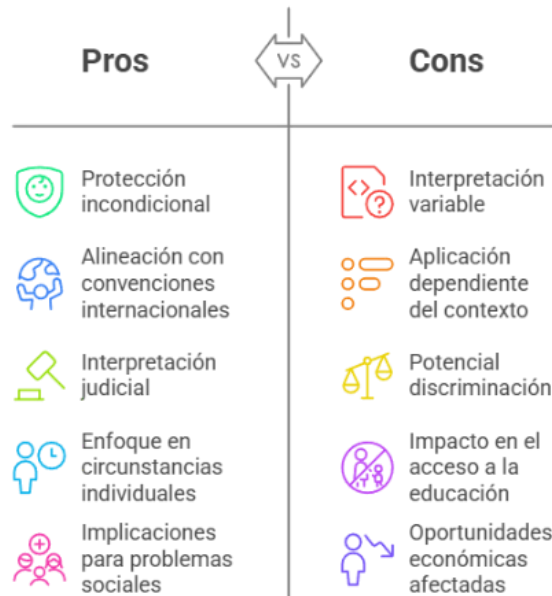 Pros
VS
Cons
Protección
incondicional
Interpretación
variable
Alineación con
convenciones
internacionales
Aplicación
dependiente
del contexto
Interpretación
judicial
Potencial
discriminación
Enfoque en
circunstancias
individuales
Impacto en el
acceso a la
educación
Implicaciones
para problemas
sociales
Oportunidades
económicas
afectadas